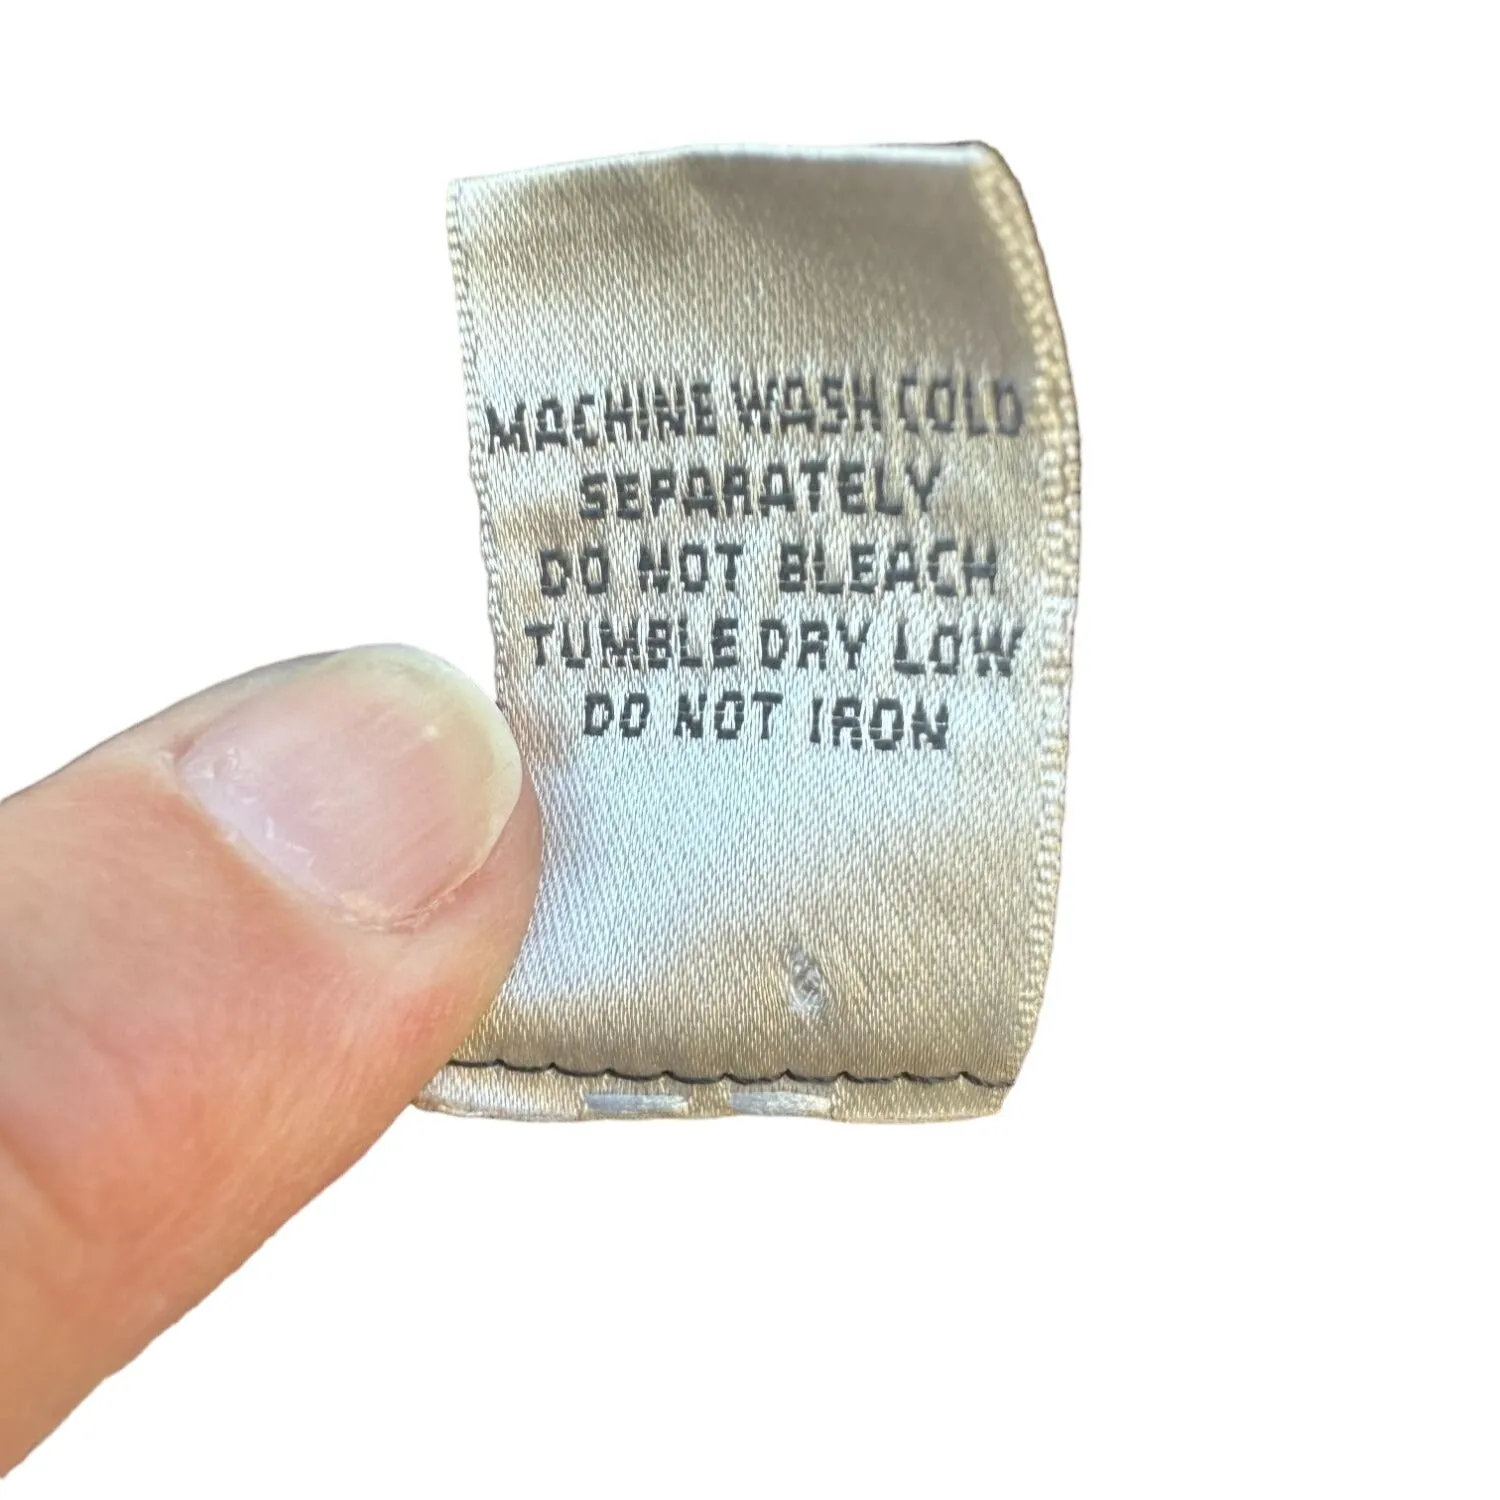 MACHINE WASH COLD
SEPARATELY
DO NOT BLEACH
TUMBLE DRY LOW
DO NOT IRON